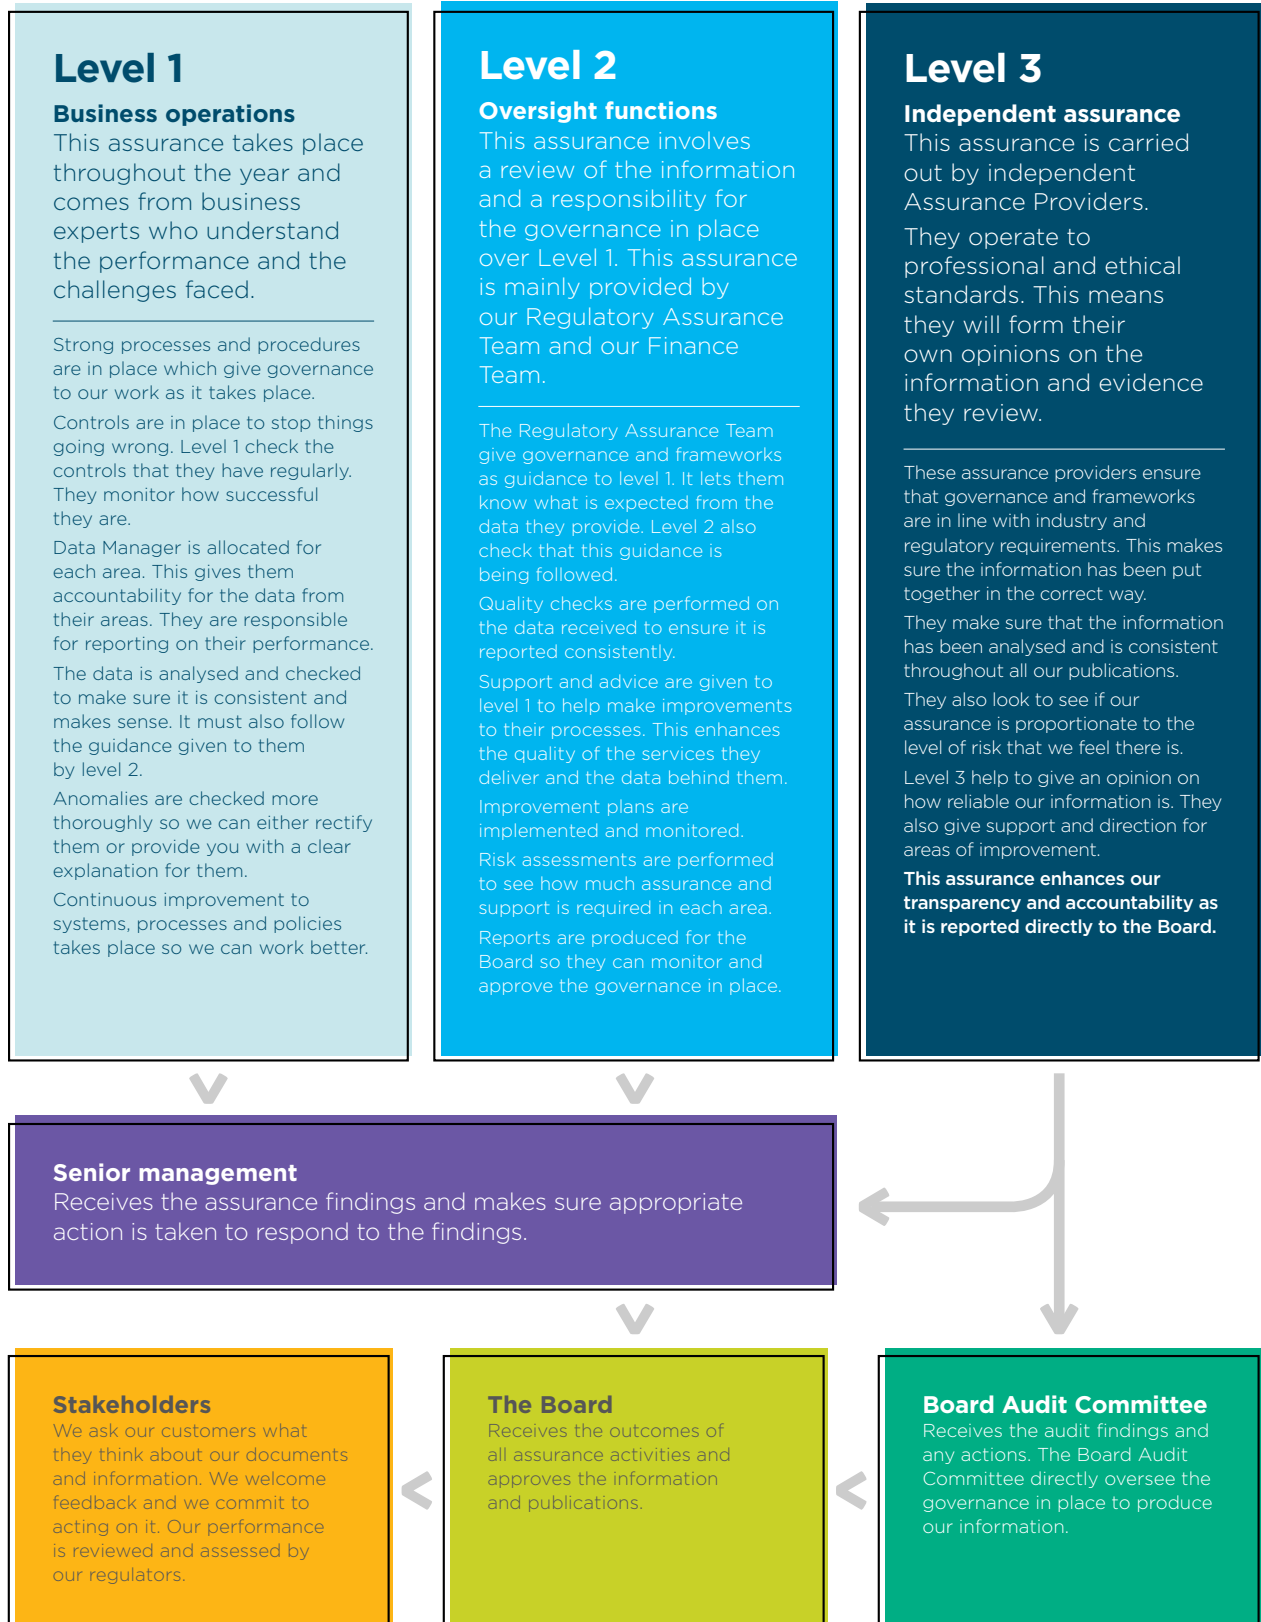 Level 1
Business operations
This assurance takes place
throughout the year and
comes from business
experts who understand
the performance and the
challenges faced.
Strong processes and procedures
are in place which give governance
to our work as it takes place.
Controls are in place to stop things
going wrong. Level 1 check the
controls that they have regularly.
They monitor how successful
they are.
Data Manager is allocated for
each area. This gives them
accountability for the data from
their areas. They are responsible
for reporting on their performance.
The data is analysed and checked
to make sure it is consistent and
makes sense. It must also follow
the guidance given to them
by level 2.
Anomalies are checked more
thoroughly so we can either rectify
them or provide you with a clear
explanation for them.
Continuous improvement to
systems, processes and policies
takes place so we can work better.
Level 2
Oversight functions
This assurance involves
a review of the information
and a responsibility for
the governance in place
over Level 1. This assurance
is mainly provided by
our Regulatory Assurance
Team and our Finance
Team.
The Regulatory Assurance Team
give governance and frameworks
as guidance to level 1. It lets them
know what is expected from the
data they provide. Level 2 also
check that this guidance is
being followed.
Quality checks are performed on
the data received to ensure it is
reported consistently.
Support and advice are given to
level 1 to help make improvements
to their processes. This enhances
the quality of the services they
deliver and the data behind them.
Improvement plans are
implemented and monitored.
Risk assessments are performed
to see how much assurance and
support is required in each area.
Reports are produced for the
Board so they can monitor and
approve the governance in place.
Level 3
Independent assurance
This assurance is carried
out by independent
Assurance Providers.
They operate to
professional and ethical
standards. This means
they will form their
own opinions on the
information and evidence
they review.
These assurance providers ensure
that governance and frameworks
are in line with industry and
regulatory requirements. This makes
sure the information has been put
together in the correct way.
They make sure that the information
has been analysed and is consistent
throughout all our publications.
They also look to see if our
assurance is proportionate to the
level of risk that we feel there is.
Level 3 help to give an opinion on
how reliable our information is. They
also give support and direction for
areas of improvement.
This assurance enhances our
transparency and accountability as
it is reported directly to the Board.
Senior management
Receives the assurance findings and makes sure appropriate
action is taken to respond to the findings.
Stakeholders
We ask our customers what
they think about our documents
and information. We welcome
feedback and we commit to
acting on it. Our performance
is reviewed and assessed by
our regulators.
The Board
Receives the outcomes of
all assurance activities and
approves the information
and publications.
Board Audit Committee
Receives the audit findings and
any actions. The Board Audit
Committee directly oversee the
governance in place to produce
our information.